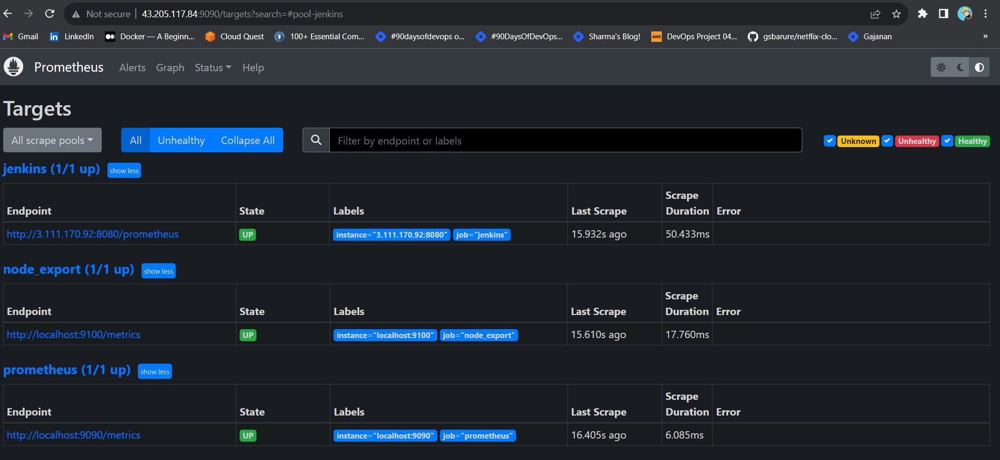 Not secure | 43.205.117.84:9090/targets?search=#pool-jenkins
Gmail LinkedIn Docker — A Beginn... Cloud Quest 100+ Essential Com... #90daysofdevops o... #90DaysOfDevOps... Sharma's Blog! aws DevOps Project 04... gsbarure/netflix-clo... Gajanan »
Prometheus Alerts Graph Status Help
Targets
All scrape pools All Unhealthy Collapse All Filter by endpoint or labels Unknown Unhealthy Healthy
jenkins (1/1 up) show less
Endpoint State Labels Last Scrape Scrape Duration Error
http://3.111.170.92:8080/prometheus UP instance="3.111.170.92:8080" job="jenkins" 15.932s ago 50.433ms
node_export (1/1 up) show less
Endpoint State Labels Last Scrape Scrape Duration Error
http://localhost:9100/metrics UP instance="localhost:9100" job="node_export" 15.610s ago 17.760ms
prometheus (1/1 up) show less
Endpoint State Labels Last Scrape Scrape Duration Error
http://localhost:9090/metrics UP instance="localhost:9090" job="prometheus" 16.405s ago 6.085ms